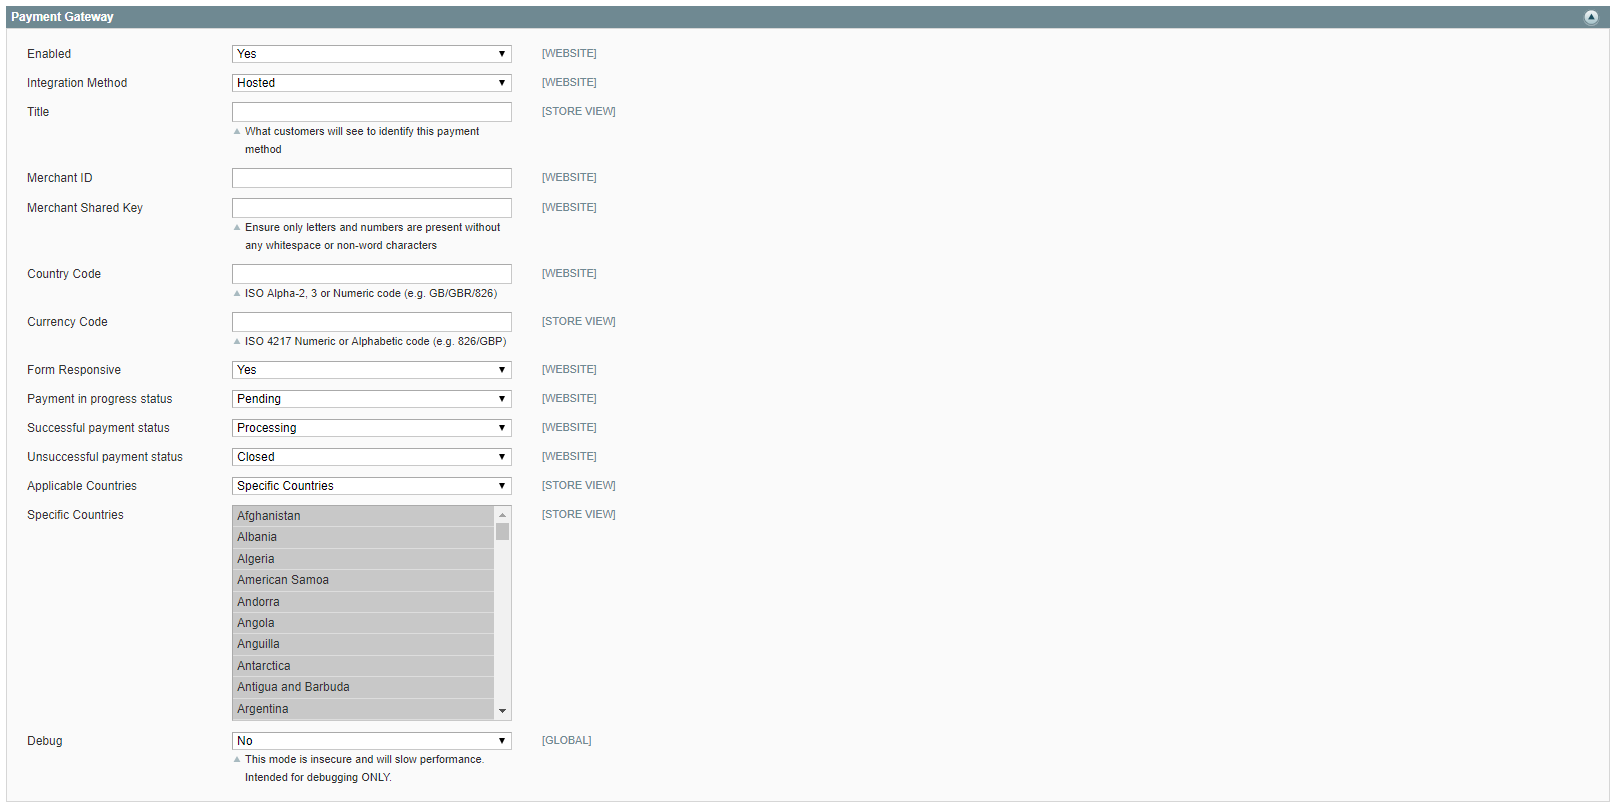 Payment Gateway
Enabled Yes [WEBSITE]
Integration Method Hosted [WEBSITE]
Title [STORE VIEW]
What customers will see to identify this payment
method
Merchant ID [WEBSITE]
Merchant Shared Key [WEBSITE]
Ensure only letters and numbers are present without
any whitespace or non-word characters
Country Code [WEBSITE]
ISO Alpha-2, 3 or Numeric code (e.g. GB/GBR/826)
Currency Code [STORE VIEW]
ISO 4217 Numeric or Alphabetic code (e.g. 826/GBP)
Form Responsive Yes [WEBSITE]
Payment in progress status Pending [WEBSITE]
Successful payment status Processing [WEBSITE]
Unsuccessful payment status Closed [WEBSITE]
Applicable Countries Specific Countries [STORE VIEW]
Specific Countries Afghanistan [STORE VIEW]
Albania
Algeria
American Samoa
Andorra
Angola
Anguilla
Antarctica
Antigua and Barbuda
Argentina
Debug No [GLOBAL]
This mode is insecure and will slow performance.
Intended for debugging ONLY.